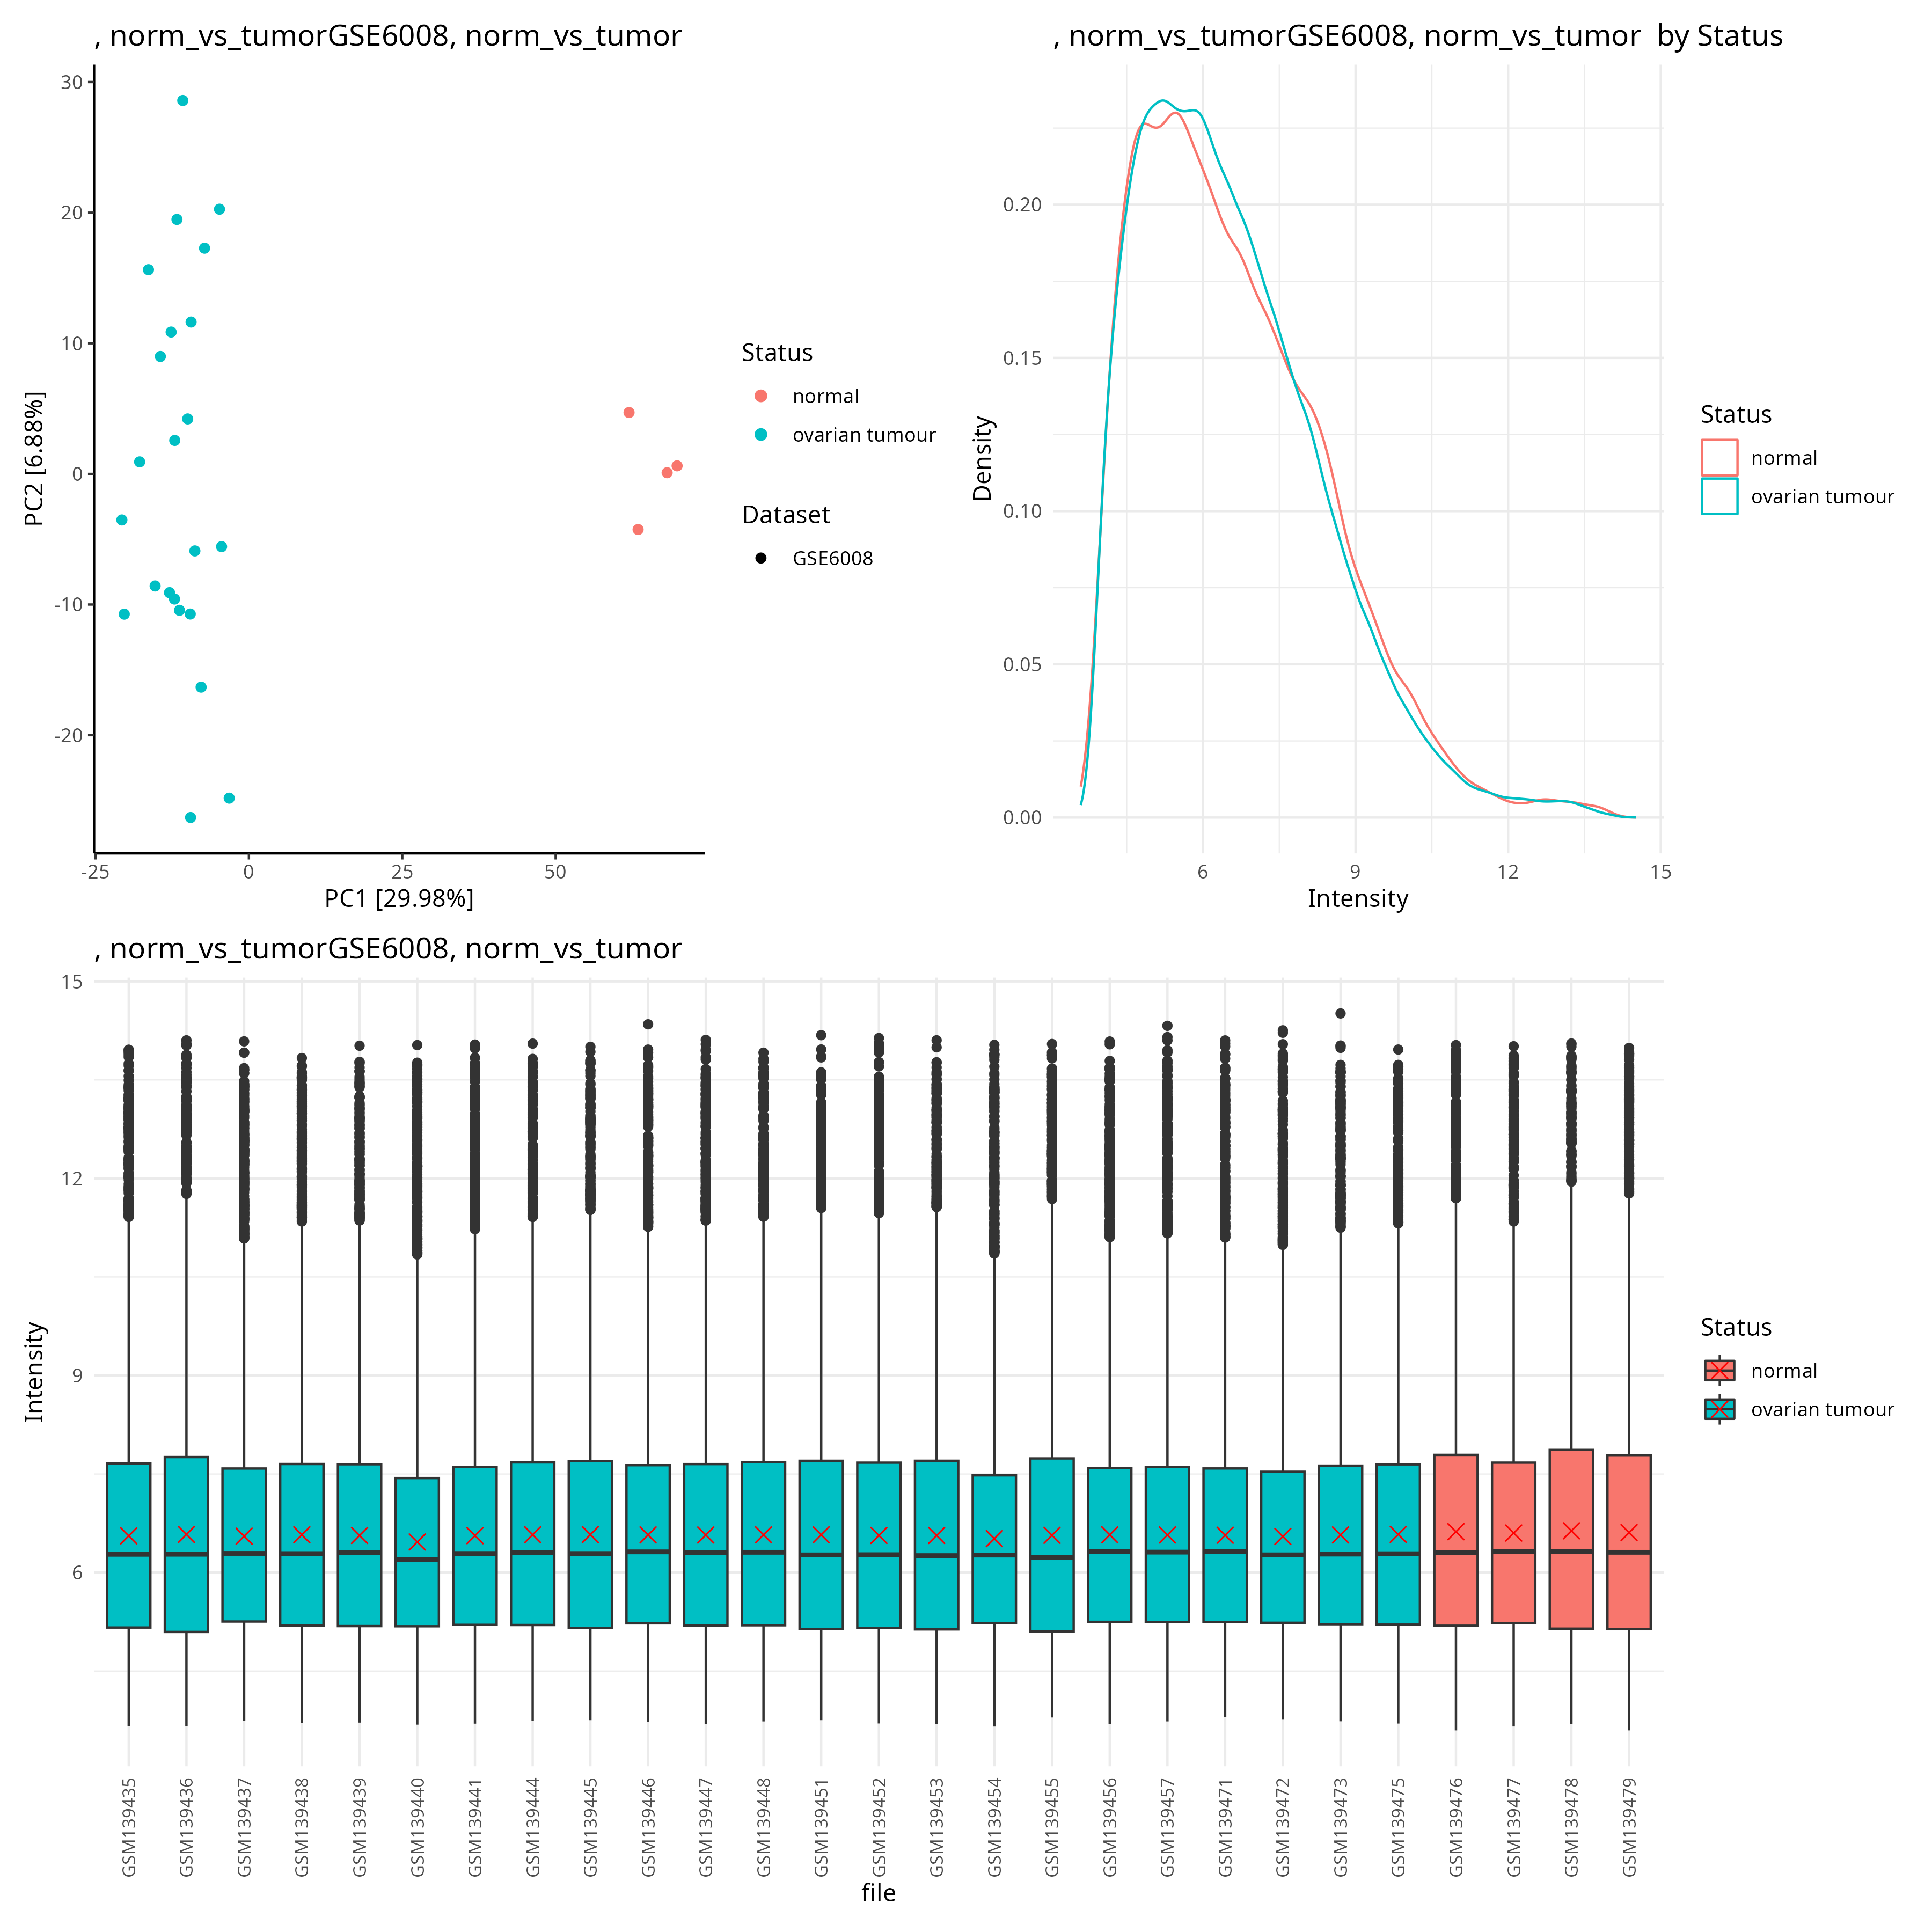 , norm_vs_tumorGSE6008, norm_vs_tumor
30
20
10
0
-10
-20
PC2 [6.88%]
-25
0
25
50
PC1 [29.98%]
Status
normal
ovarian tumour
Dataset
GSE6008
, norm_vs_tumorGSE6008, norm_vs_tumor  by Status
0.20
0.15
0.10
0.05
0.00
Density
6
9
12
15
Intensity
Status
normal
ovarian tumour
, norm_vs_tumorGSE6008, norm_vs_tumor
15
12
9
6
Intensity
GSM139435
GSM139436
GSM139437
GSM139438
GSM139439
GSM139440
GSM139441
GSM139444
GSM139445
GSM139446
GSM139447
GSM139448
GSM139451
GSM139452
GSM139453
GSM139454
GSM139455
GSM139456
GSM139457
GSM139471
GSM139472
GSM139473
GSM139475
GSM139476
GSM139477
GSM139478
GSM139479
file
Status
normal
ovarian tumour